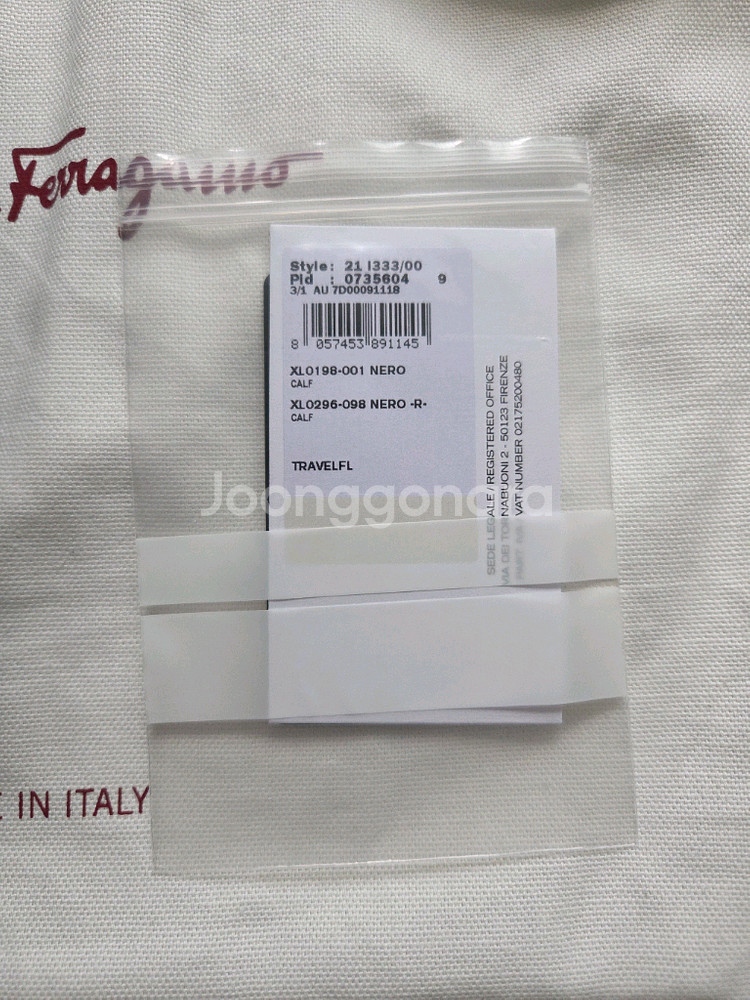 Ferragamo
Style: 21 I333/00
Pld : 0735604 9
3/1 AU 7D00091118
8 057453 891145
XL0198-001 NERO
CALF
XL0296-098 NERO -R-
CALF
TRAVELFL
SEDE LEGALE / REGISTERED OFFICE
VIA DEI TORNABUONI 2 - 50123 FIRENZE
VAT NUMBER 02175200480
Joonggonara
IN ITALY